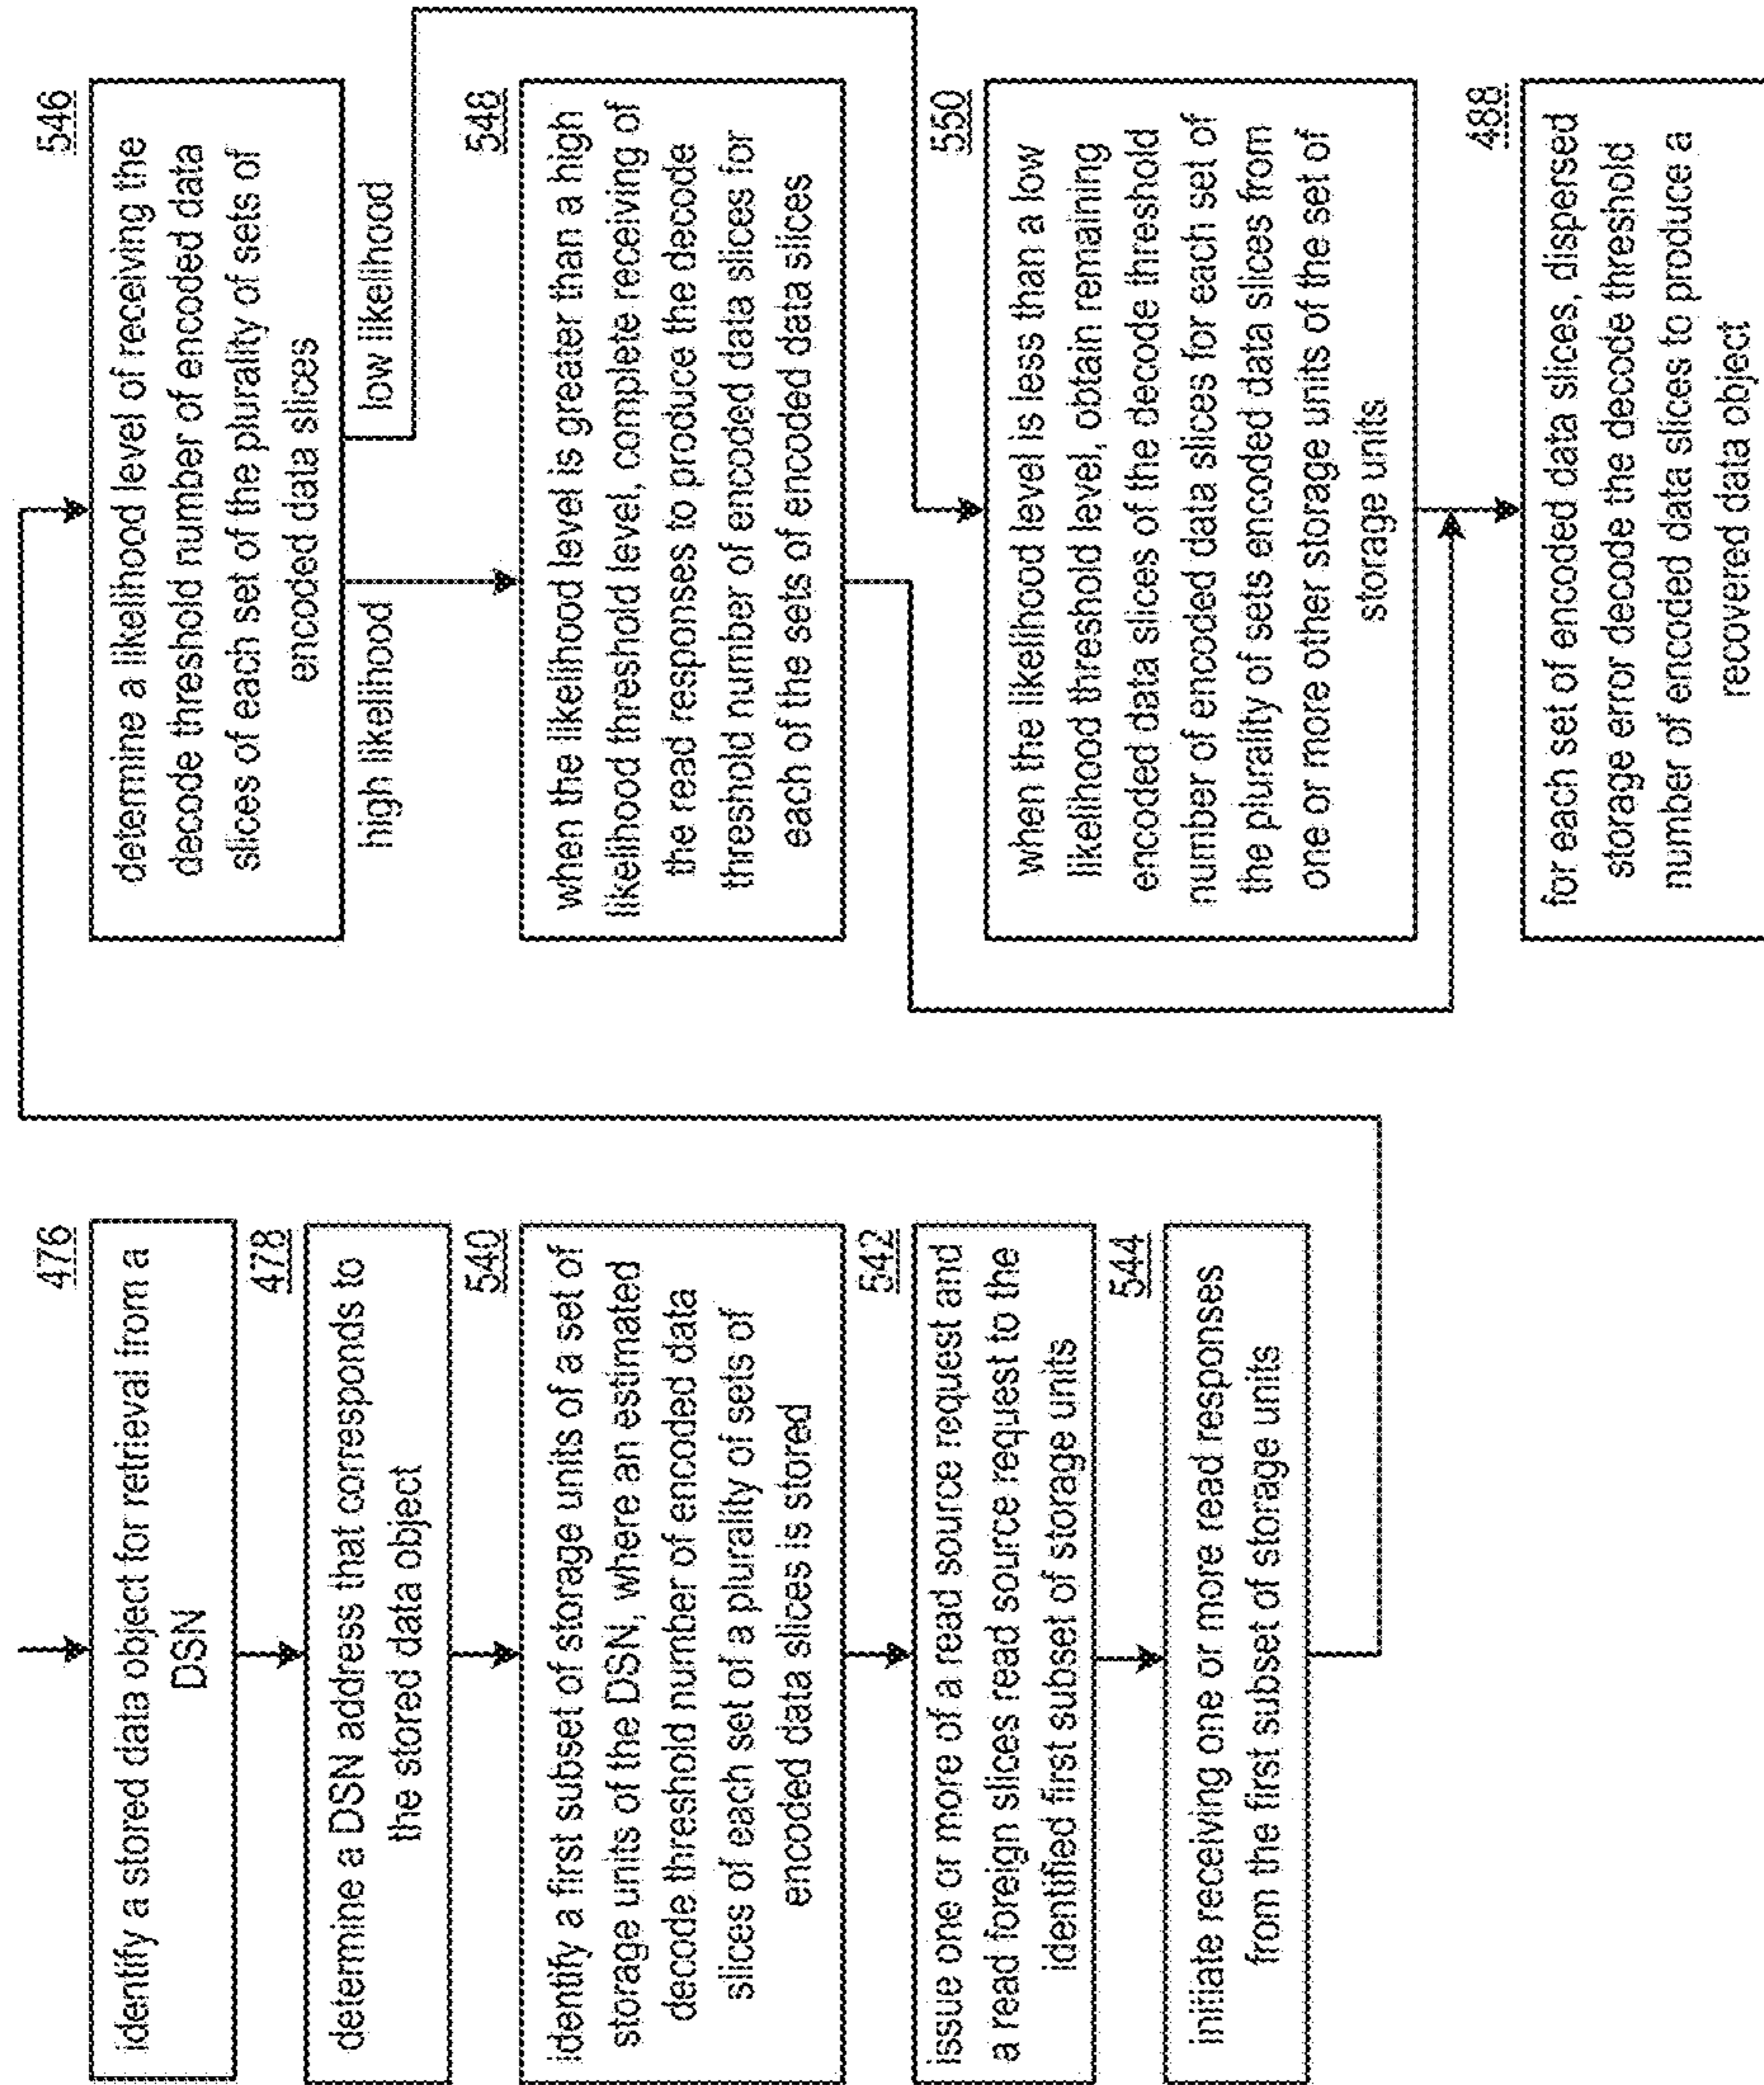 476
identify a stored data object for retrieval from a
DSN
478
determine a DSN address that corresponds to
the stored data object
540
identify a first subset of storage units of a set of
storage units of the DSN, where an estimated
decode threshold number of encoded data
slices of each set of a plurality of sets of
encoded data slices is stored
542
issue one or more of a read source request and
a read foreign slices read source request to the
identified first subset of storage units
544
initiate receiving one or more read responses
from the first subset of storage units
546
determine a likelihood level of receiving the
decode threshold number of encoded data
slices of each set of the plurality of sets of
encoded data slices
high likelihood
low likelihood
548
when the likelihood level is greater than a high
likelihood threshold level, complete receiving of
the read responses to produce the decode
threshold number of encoded data slices for
each of the sets of encoded data slices
550
when the likelihood level is less than a low
likelihood threshold level, obtain remaining
encoded data slices of the decode threshold
number of encoded data slices for each set of
the plurality of sets encoded data slices from
one or more other storage units of the set of
storage units
488
for each set of encoded data slices, dispersed
storage error decode the decode threshold
number of encoded data slices to produce a
recovered data object